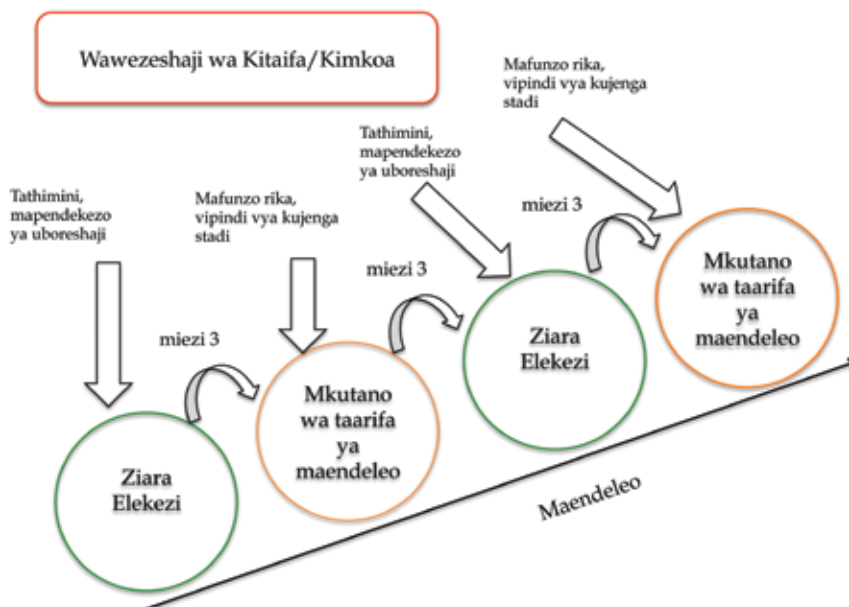 Wawezeshaji wa Kitaifa/Kimkoa
Mafunzo rika,
vipindi vya kujenga
stadi
Tathimini,
mapendekezo
ya uboreshaji
Tathimini,
mapendekezo
ya uboreshaji
Mafunzo rika,
vipindi vya kujenga
stadi
miezi 3
miezi 3
miezi 3
Ziara
Elekezi
Mkutano
wa taarifa
ya
maendeleo
Ziara
Elekezi
Mkutano
wa taarifa
ya
maendeleo
Maendeleo